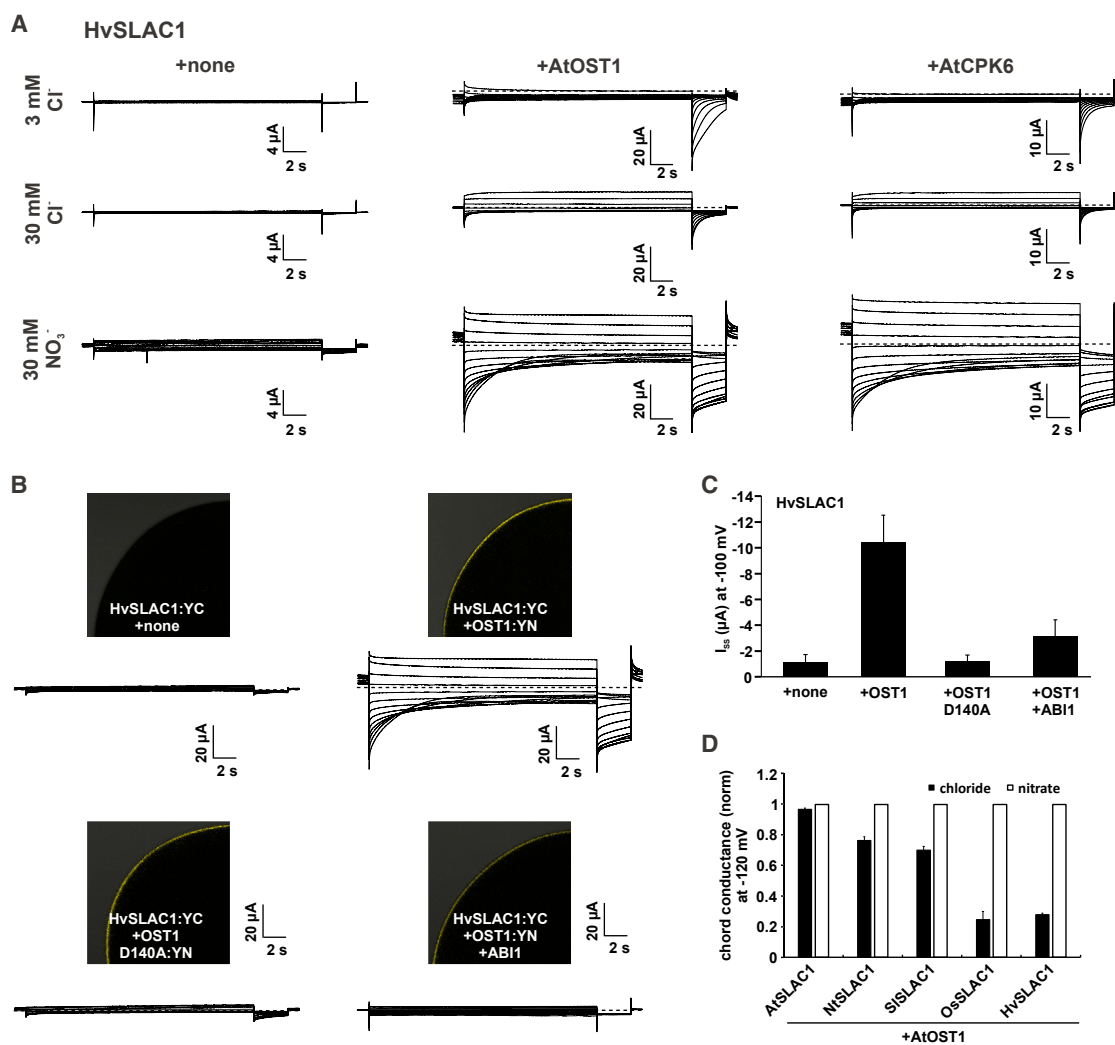 A
HvSLAC1
+none
+AtOST1
+AtCPK6
3 mM
Cl-
4 µA
2 s
20 µA
2 s
10 µA
2 s
30 mM
Cl-
4 µA
2 s
20 µA
2 s
10 µA
2 s
30 mM
NO3-
4 µA
2 s
20 µA
2 s
10 µA
2 s
B
HvSLAC1:YC
+none
HvSLAC1:YC
+OST1:YN
20 µA
2 s
20 µA
2 s
HvSLAC1:YC
+OST1
D140A:YN
20 µA
2 s
HvSLAC1:YC
+OST1:YN
+ABI1
20 µA
2 s
C
HvSLAC1
ISS (µA) at -100 mV
-14
-12
-10
-8
-6
-4
-2
0
+none
+OST1
+OST1
D140A
+OST1
+ABI1
D
chord conductance (norm)
at -120 mV
1.2
1
0.8
0.6
0.4
0.2
0
chloride
nitrate
AtSLAC1
NtSLAC1
SlSLAC1
OsSLAC1
HvSLAC1
+AtOST1